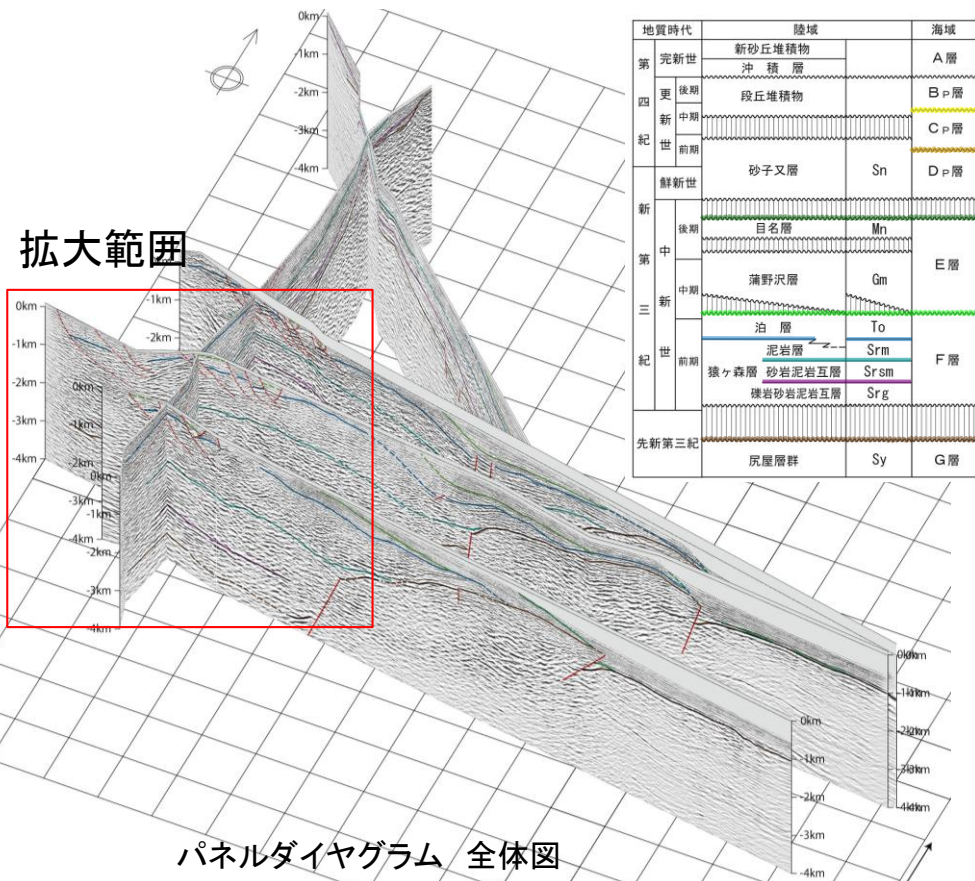 地質時代 陸域 海域
第四紀 完新世 新砂丘堆積物 A層
沖積層
更新世 後期 段丘堆積物 BP層
中期 CP層
前期
新第三紀 鮮新世 砂子又層 Sn DP層
中新世 後期 目名層 Mn E層
中期 蒲野沢層 Gm
前期 泊層 To F層
泥岩層 Srm
猿ヶ森層 砂岩泥岩互層 Srsm
礫岩砂岩泥岩互層 Srg
先新第三紀 尻屋層群 Sy G層
0km
-1km
-2km
-3km
-4km
拡大範囲
-1km
-2km
0km
-1km
-2km
-3km
-4km
0km
-1km
-2km
-3km
-4km
0km
-1km
-2km
-3km
-4km
0km
-1km
-2km
-3km
-4km
0km
-1km
-2km
-3km
-4km
パネルダイヤグラム 全体図